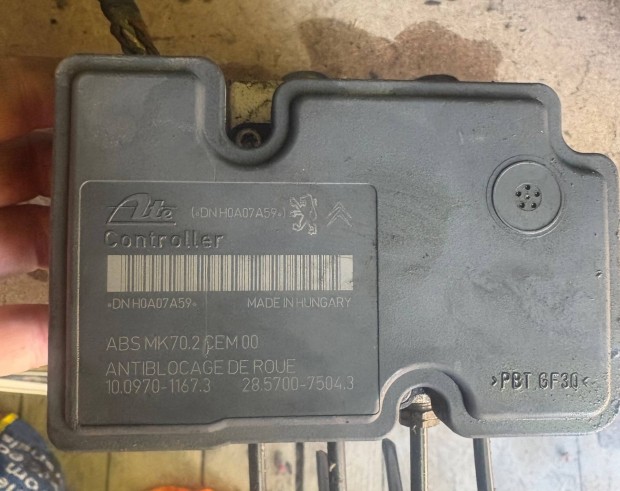 Ate (*DN H0A07A59*)
Controller
*DN H0A07A59* MADE IN HUNGARY
ABS MK70.2 CEM 00
ANTIBLOCAGE DE ROUE
10.0970-1167.3 28.5700-7504.3
>PBT GF30<